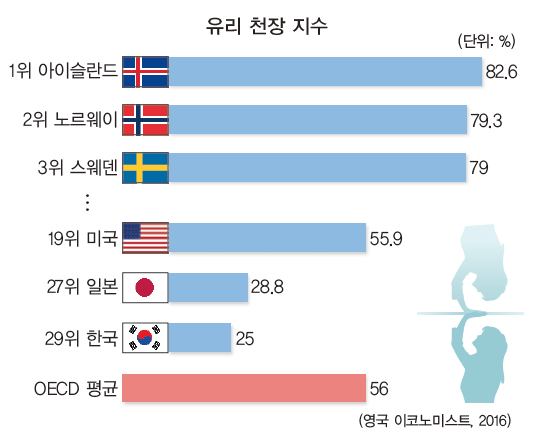 유리 천장 지수
(단위: %)
1위 아이슬란드 82.6
2위 노르웨이 79.3
3위 스웨덴 79
⋮
19위 미국 55.9
27위 일본 28.8
29위 한국 25
OECD 평균 56
(영국 이코노미스트, 2016)